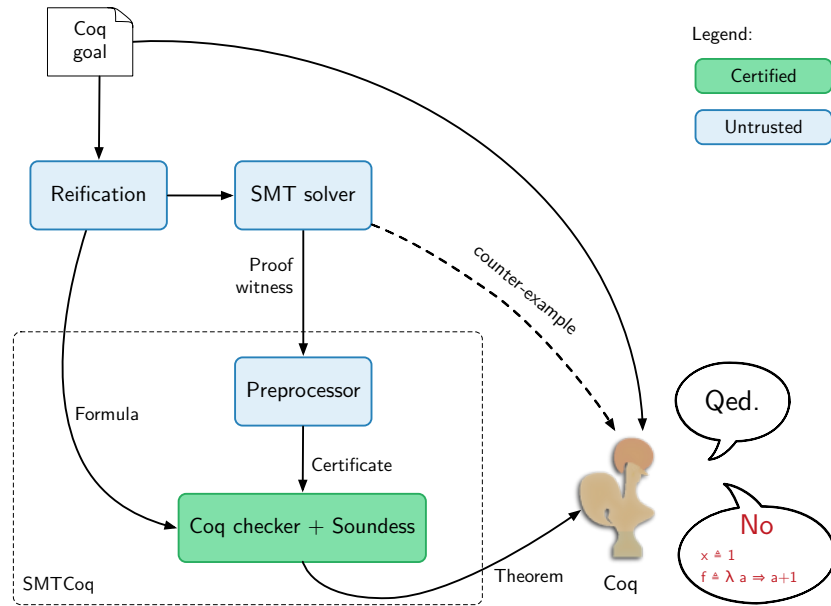 Coq
goal
Legend:
Certified
Untrusted
Reification
SMT solver
Proof
witness
counter-example
Preprocessor
Formula
Certificate
Coq checker + Soundess
SMTCoq
Theorem
Coq
Qed.
No
x ≜ 1
f ≜ λ a ⇒ a+1